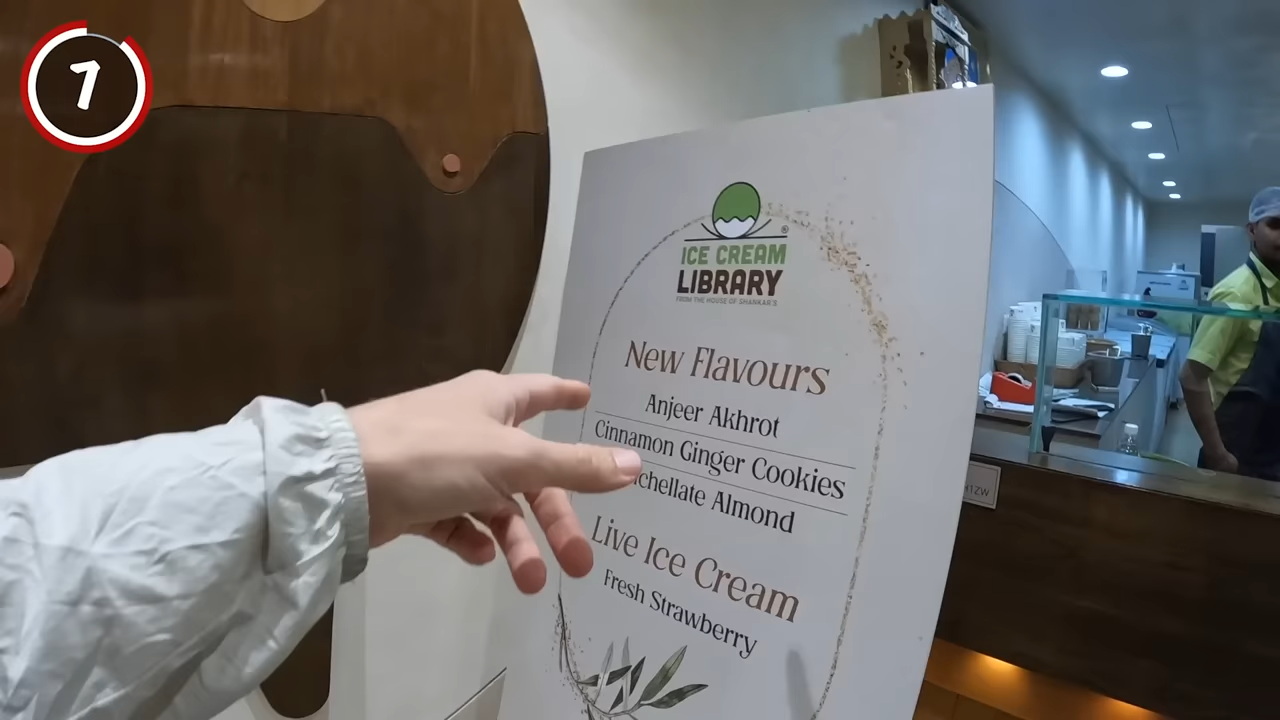 7
ICE CREAM
LIBRARY
FROM THE HOUSE OF SHANKAR'S
New Flavours
Anjeer Akhrot
Cinnamon Ginger Cookies
Almond
Live Ice Cream
Fresh Strawberry